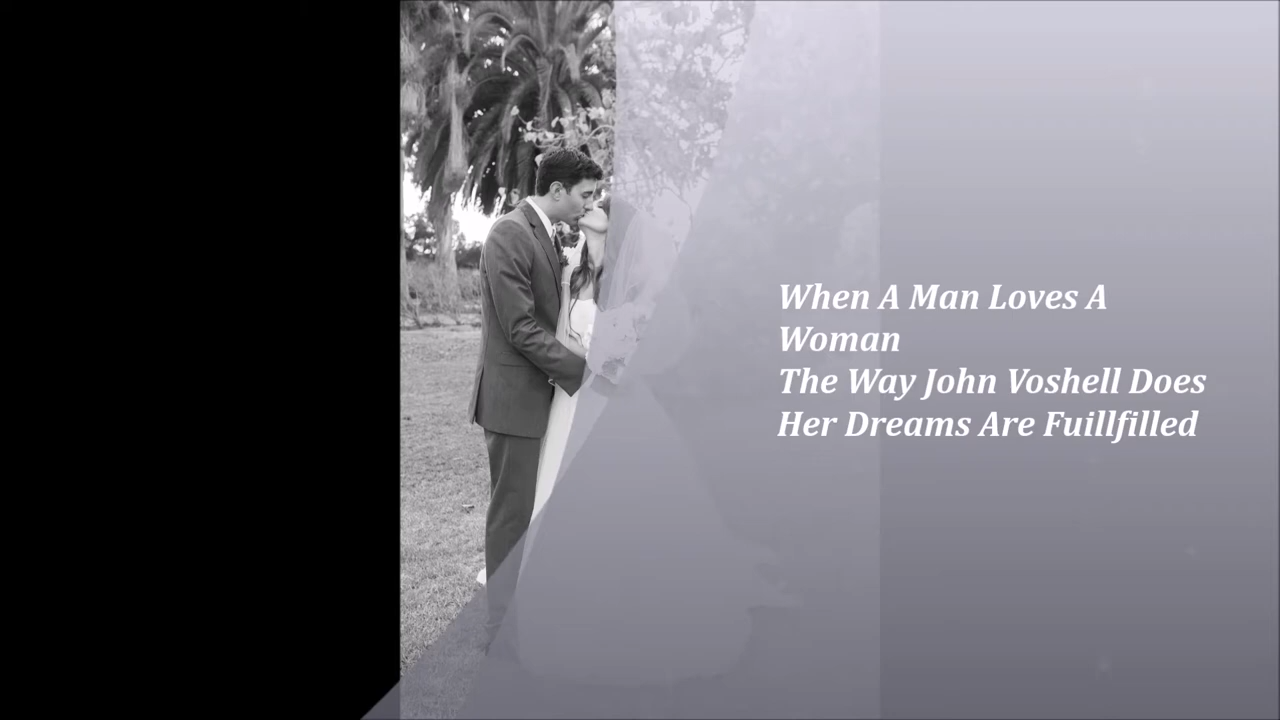 When A Man Loves A
Woman
The Way John Voshell Does
Her Dreams Are Fuillfilled